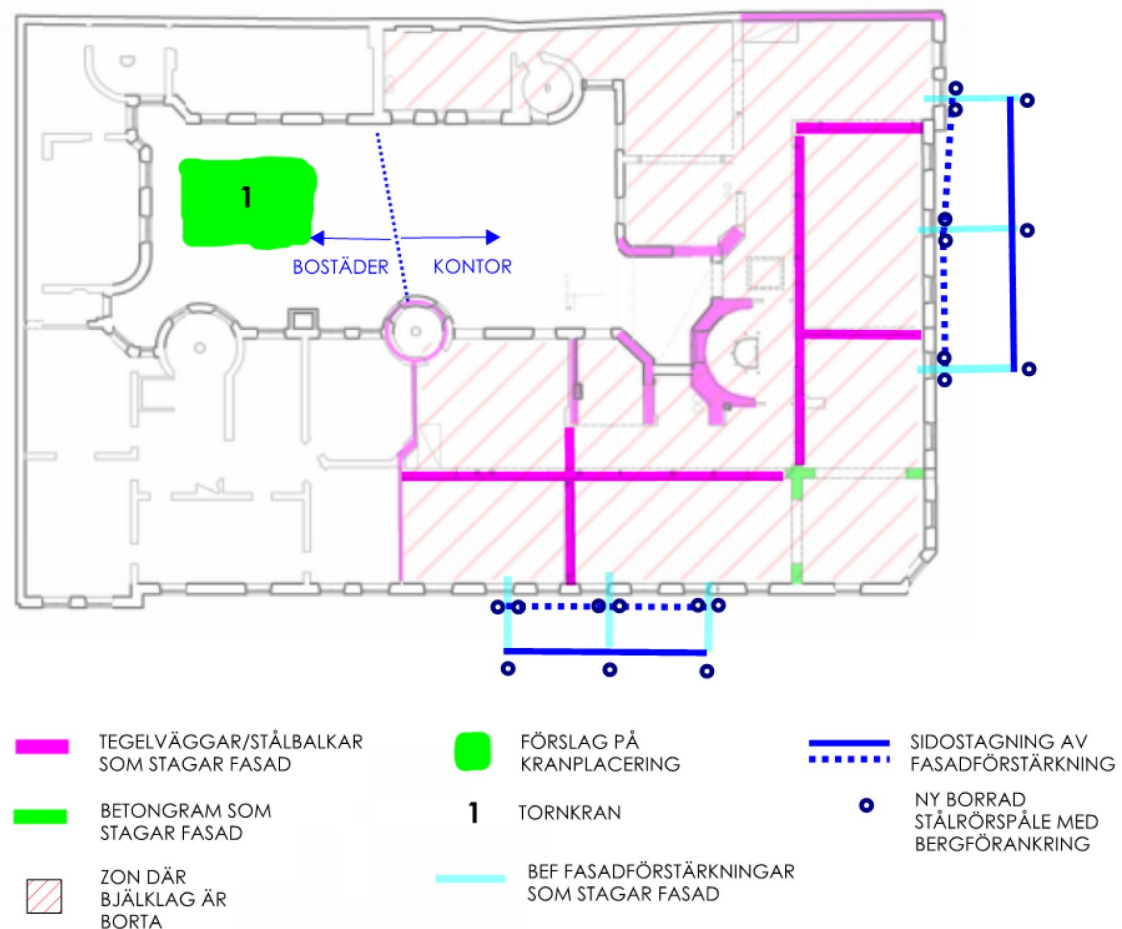 1
BOSTÄDER
KONTOR
TEGELVÄGGAR/STÅLBALKAR
SOM STAGAR FASAD
BETONGRAM SOM
STAGAR FASAD
ZON DÄR
BJÄLKLAG ÄR
BORTA
FÖRSLAG PÅ
KRANPLACERING
1
TORNKRAN
BEF FASADFÖRSTÄRKNINGAR
SOM STAGAR FASAD
SIDOSTAGNING AV
FASADFÖRSTÄRKNING
NY BORRAD
STÅLRÖRSPÅLE MED
BERGFÖRANKRING